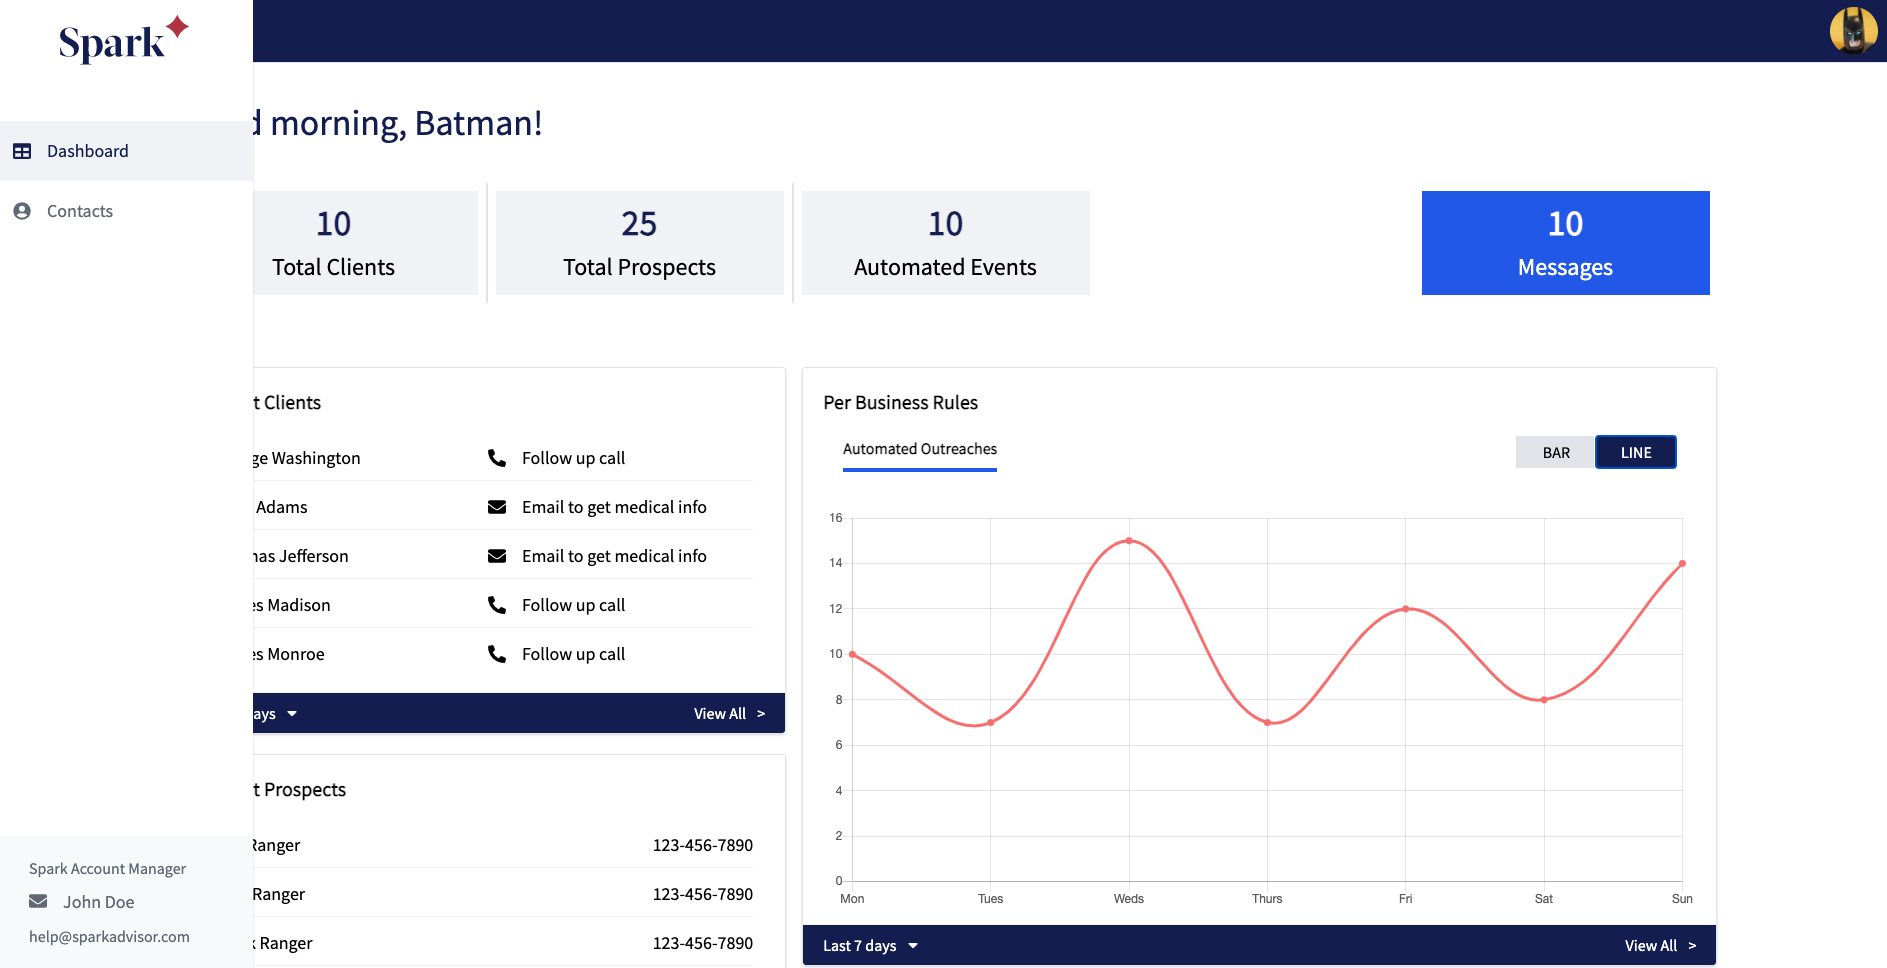 Spark
Dashboard
Contacts
Spark Account Manager
John Doe
help@sparkadvisor.com
d morning, Batman!
10
Total Clients
25
Total Prospects
10
Automated Events
10
Messages
t Clients
ge Washington
Follow up call
Adams
Email to get medical info
nas Jefferson
Email to get medical info
es Madison
Follow up call
es Monroe
Follow up call
ays
View All >
t Prospects
Ranger
123-456-7890
Ranger
123-456-7890
k Ranger
123-456-7890
Per Business Rules
Automated Outreaches
BAR
LINE
16
14
12
10
8
6
4
2
0
Mon
Tues
Weds
Thurs
Fri
Sat
Sun
Last 7 days
View All >